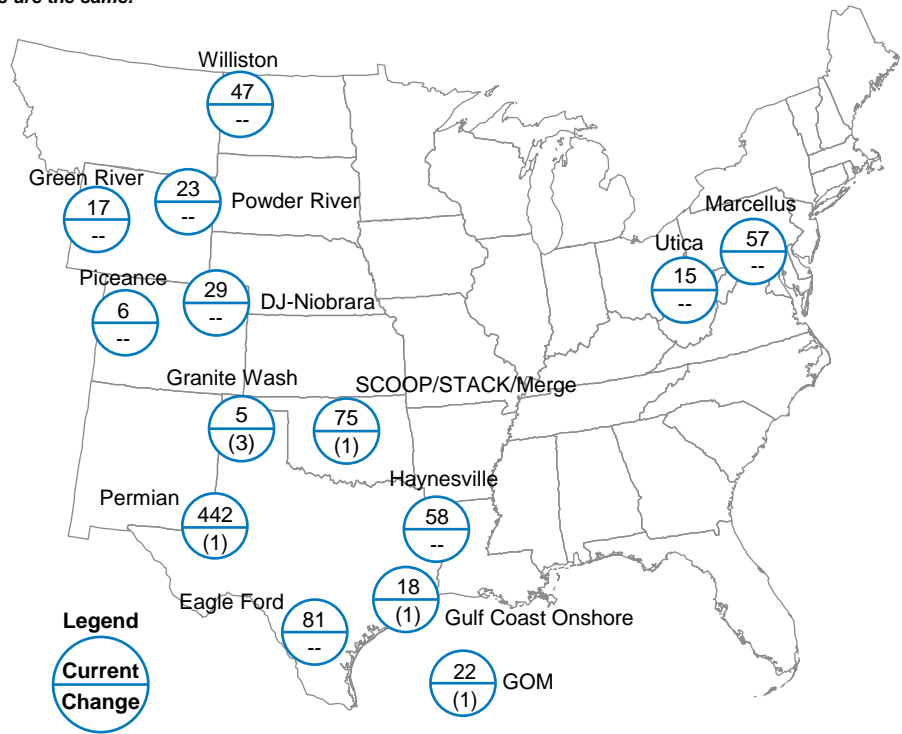 s are the same.
Williston
47
--
Green River
17
--
23
--
Powder River
Marcellus
57
--
Utica
15
--
Piceance
6
--
29
--
DJ-Niobrara
Granite Wash
5
(3)
SCOOP/STACK/Merge
75
(1)
Haynesville
58
--
Permian
442
(1)
Eagle Ford
81
--
18
(1)
Gulf Coast Onshore
22
(1)
GOM
Legend
Current
Change